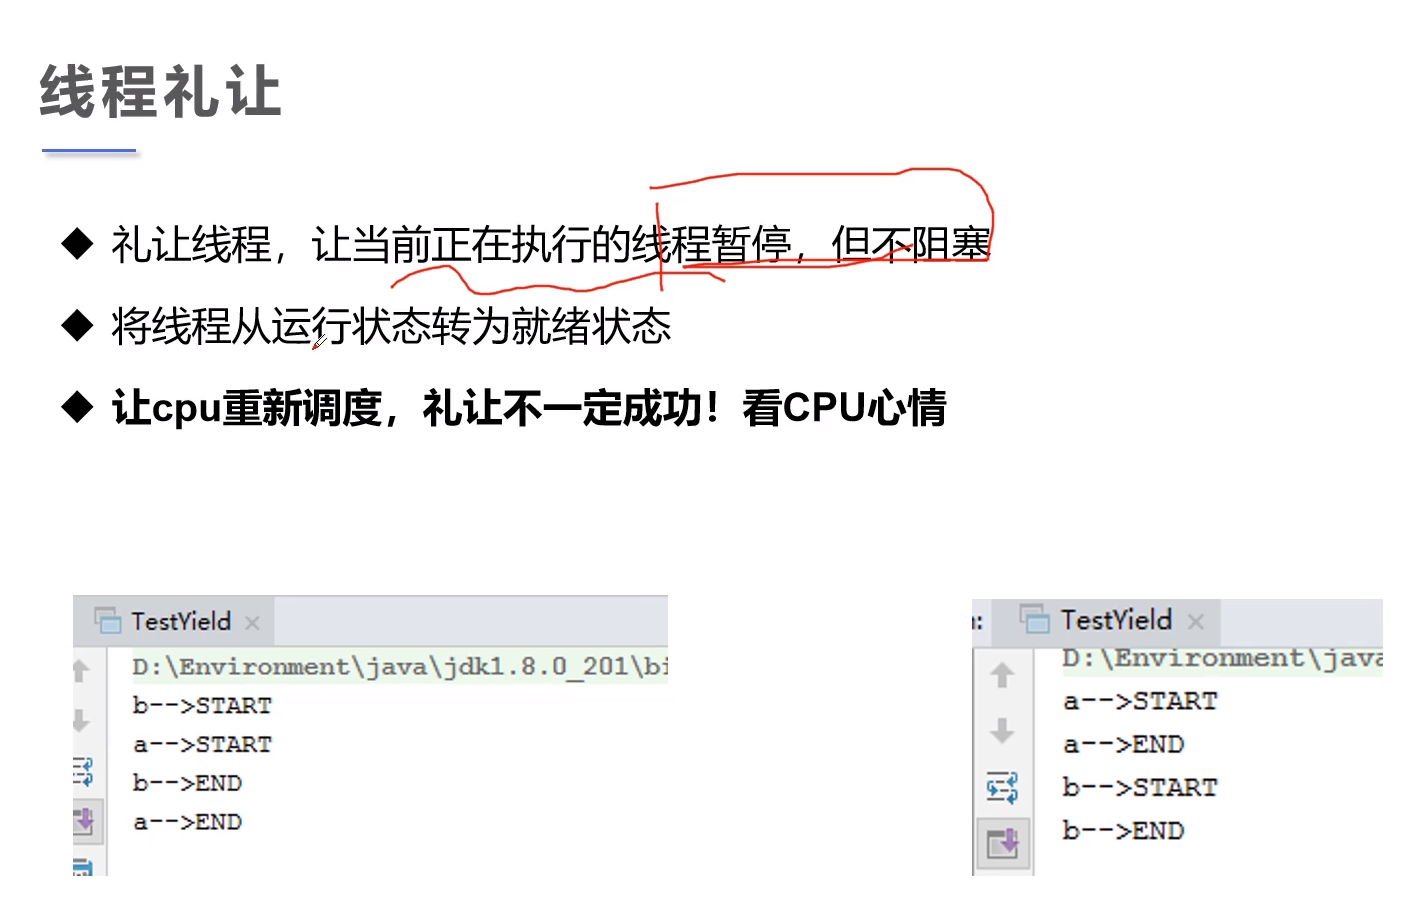 线程礼让
礼让线程，让当前正在执行的线程暂停，但不阻塞
将线程从运行状态转为就绪状态
让cpu重新调度，礼让不一定成功！看CPU心情
TestYield
D:\Environment\java\jdk1.8.0_201\bi
b-->START
a-->START
b-->END
a-->END
TestYield
D:\Environment\java
a-->START
a-->END
b-->START
b-->END